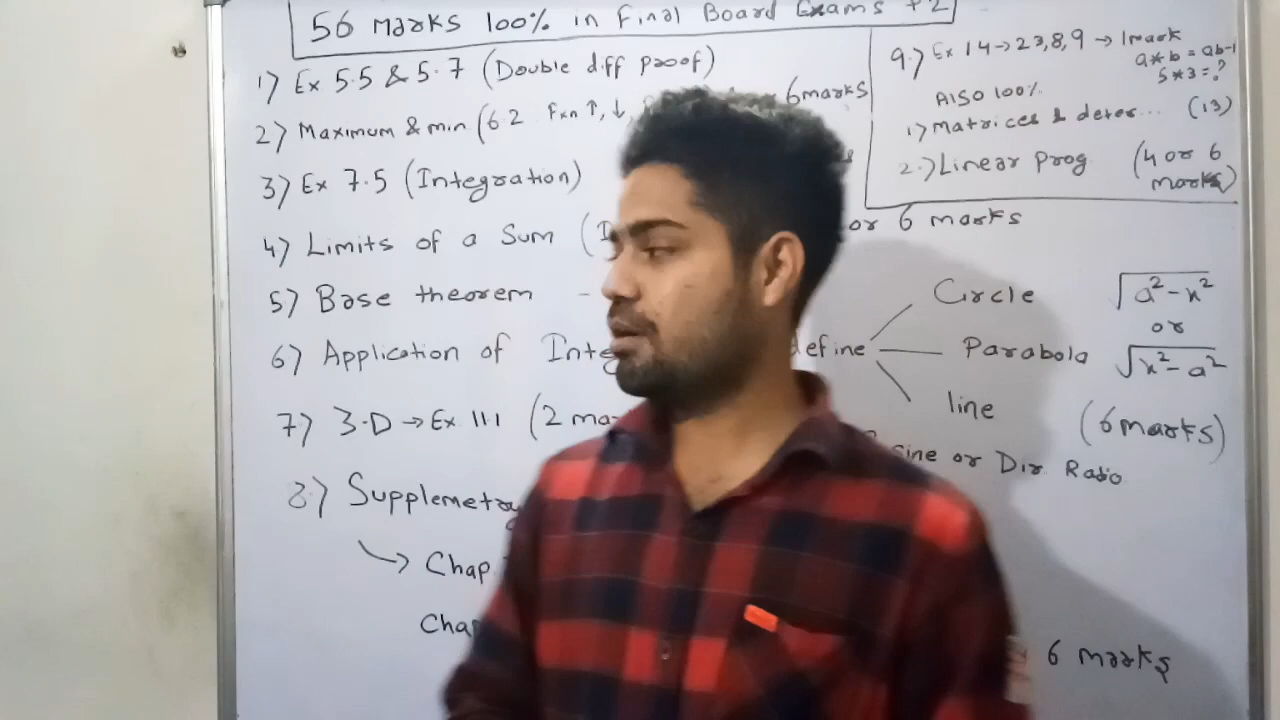 56 marks 100% in Final Board Exams +2
1) Ex 5.5 & 5.7 (Double diff proof)
2) Maximum & min (6.2 Fxn ↑, ↓, 6marks
3) Ex 7.5 (Integration)
4) Limits of a Sum ( or 6 marks
5) Base theorem -
6) Application of Integ define
Circle
Parabola
line
√a²-x²
or
√x²-a²
(6marks)
7) 3-D → Ex 11.1 (2 ma sine or Dir. Ratio
8) Supplemetry
→ Chap
Chap
6 marks
9.) Ex 14 → 23,8,9 → 1mark
a*b = ab-1
5*3=?
Also 100%
1) matrices & deter... (13)
2.) Linear prog (4 or 6
marks)